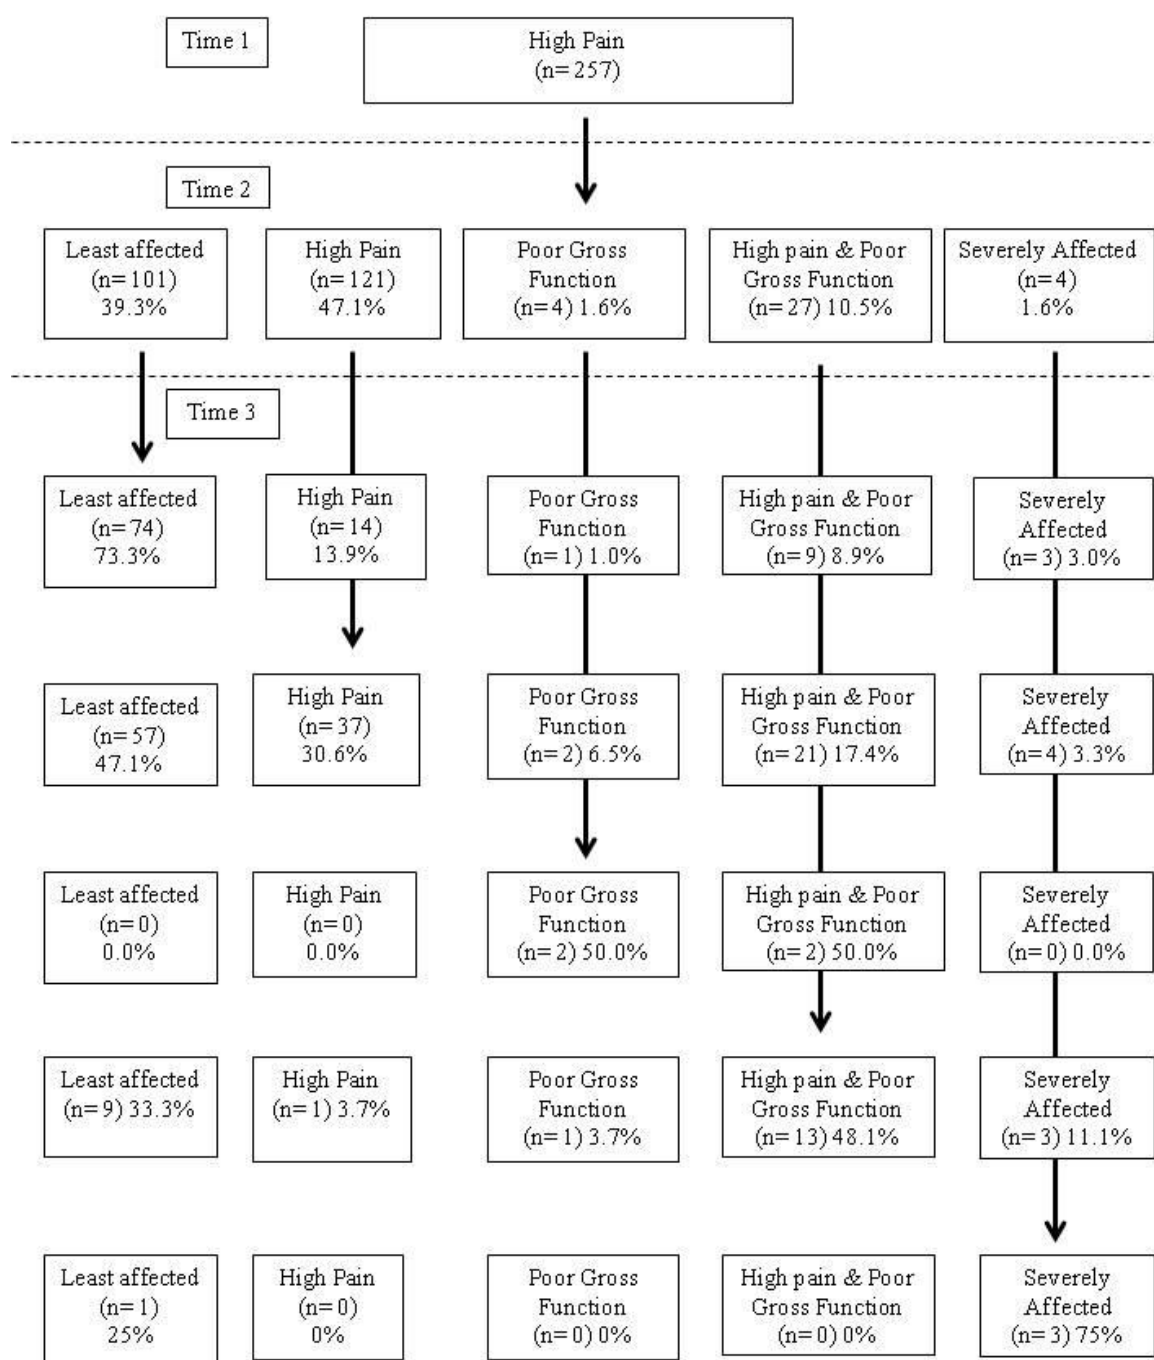 Time 1
High Pain
(n=257)
Time 2
Least affected
(n=101)
39.3%
High Pain
(n=121)
47.1%
Poor Gross
Function
(n=4) 1.6%
High pain & Poor
Gross Function
(n=27) 10.5%
Severely Affected
(n=4)
1.6%
Time 3
Least affected
(n=74)
73.3%
High Pain
(n=14)
13.9%
Poor Gross
Function
(n=1) 1.0%
High pain & Poor
Gross Function
(n=9) 8.9%
Severely
Affected
(n=3) 3.0%
Least affected
(n=57)
47.1%
High Pain
(n=37)
30.6%
Poor Gross
Function
(n=2) 6.5%
High pain & Poor
Gross Function
(n=21) 17.4%
Severely
Affected
(n=4) 3.3%
Least affected
(n=0)
0.0%
High Pain
(n=0)
0.0%
Poor Gross
Function
(n=2) 50.0%
High pain & Poor
Gross Function
(n=2) 50.0%
Severely
Affected
(n=0) 0.0%
Least affected
(n=9) 33.3%
High Pain
(n=1) 3.7%
Poor Gross
Function
(n=1) 3.7%
High pain & Poor
Gross Function
(n=13) 48.1%
Severely
Affected
(n=3) 11.1%
Least affected
(n=1)
25%
High Pain
(n=0)
0%
Poor Gross
Function
(n=0) 0%
High pain & Poor
Gross Function
(n=0) 0%
Severely
Affected
(n=3) 75%